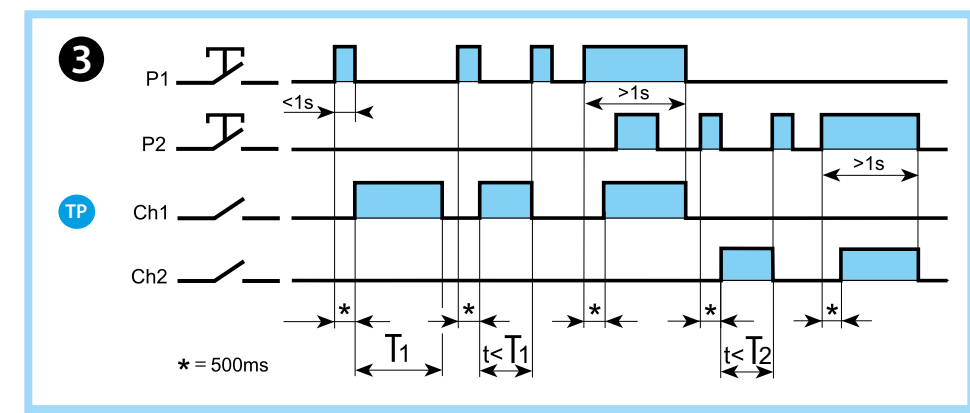 3
P1
<1s
>1s
P2
>1s
TP Ch1
Ch2
* * * * *
T1 t<T1 t<T2
* = 500ms